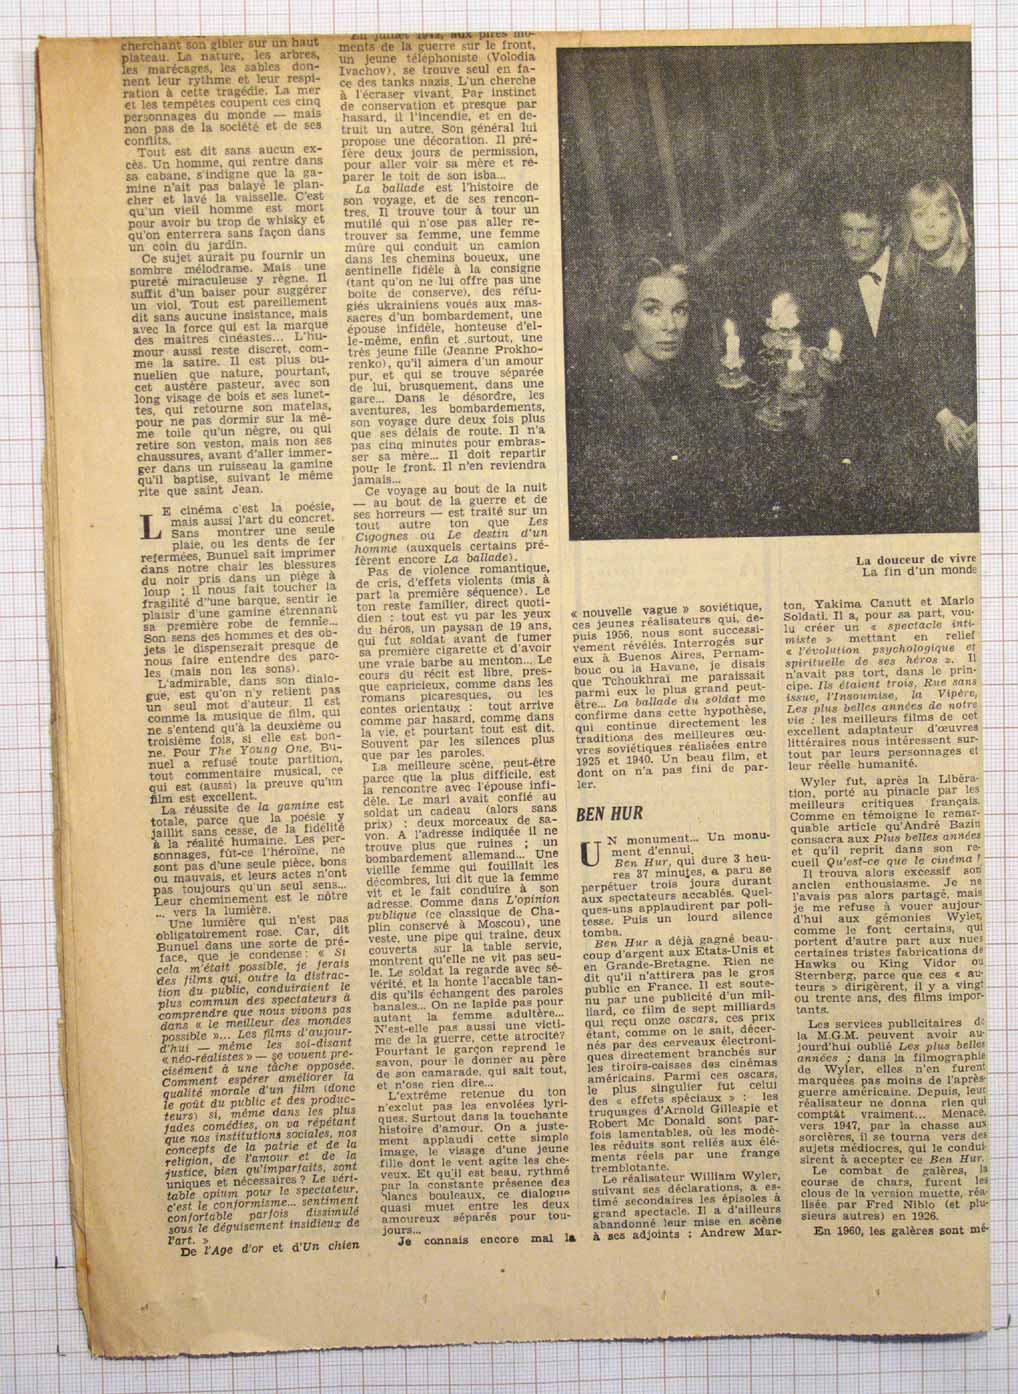 cherchant son gibier sur un haut
plateau. La nature, les arbres,
les marécages, les sables don-
nent leur rythme et leur respi-
ration à cette tragédie. La mer
et les tempêtes coupent ces cinq
personnages du monde — mais
non pas de la société et de ses
conflits.
Tout est dit sans aucun ex-
cès. Un homme, qui rentre dans
sa cabane, s'indigne que la ga-
mine n'ait pas balayé le plan-
cher et lavé la vaisselle. C'est
qu'un vieil homme est mort
pour avoir bu trop de whisky et
qu'on enterrera sans façon dans
un coin du jardin.
Ce sujet aurait pu fournir un
sombre mélodrame. Mais une
pureté miraculeuse y règne. Il
suffit d'un baiser pour suggérer
un viol. Tout est pareillement
dit sans aucune insistance, mais
avec la force qui est la marque
des maîtres cinéastes... L'hu-
mour aussi reste discret, com-
me la satire. Il est plus bu-
nuelien que nature, pourtant,
cet austère pasteur, avec son
long visage de bois et ses lunet-
tes, qui retourne son matelas,
pour ne pas dormir sur la mê-
me toile qu'un nègre, ou qui
retire son veston, mais non ses
chaussures, avant d'aller immer-
ger dans un ruisseau la gamine
qu'il baptise, suivant le même
rite que saint Jean.
LE cinéma c'est la poésie,
mais aussi l'art du concret.
Sans montrer une seule
plaie, ou les dents de fer
refermées, Bunuel sait imprimer
dans notre chair les blessures
du noir pris dans un piège à
loup ; il nous fait toucher la
fragilité d'une barque, sentir le
plaisir d'une gamine étrennant
sa première robe de femme...
Son sens des hommes et des ob-
jets le dispenserait presque de
nous faire entendre des paro-
les (mais non les sons).
L'admirable, dans son dialo-
gue, est qu'on n'y retient pas
un seul mot d'auteur. Il est
comme la musique de film, qui
ne s'entend qu'à la deuxième ou
troisième fois, si elle est bon-
ne. Pour The Young One, Bu-
nuel a refusé toute partition,
tout commentaire musical, ce
qui est (aussi) la preuve qu'un
film est excellent.
La réussite de la gamine est
totale, parce que la poésie y
jaillit sans cesse, de la fidélité
à la réalité humaine. Les per-
sonnages, fût-ce l'héroïne, ne
sont pas d'une seule pièce, bons
ou mauvais, et leurs actes n'ont
pas toujours qu'un seul sens...
Leur cheminement est le nôtre
... vers la lumière.
Une lumière qui n'est pas
obligatoirement rose. Car, dit
Bunuel dans une sorte de pré-
face, que je condense : « Si
cela m'était possible, je ferais
des films qui, outre la distrac-
tion du public, conduiraient le
plus commun des spectateurs à
comprendre que nous vivons pas
dans « le meilleur des mondes
possible »... Les films d'aujour-
d'hui — même les soi-disant
« néo-réalistes » — se vouent pré-
cisément à une tâche opposée.
Comment espérer améliorer la
qualité morale d'un film (donc
le goût du public et des produc-
teurs) si, même dans les plus
fades comédies, on va répétant
que nos institutions sociales, nos
concepts de la patrie et de la
religion, de l'amour et de la
justice, bien qu'imparfaits, sont
uniques et nécessaires ? Le véri-
table opium pour le spectateur,
c'est le conformisme... sentiment
confortable parfois dissimulé
sous le déguisement insidieux de
l'art. »
De l'Age d'or et d'Un chien
En juillet 1942, aux pires mo-
ments de la guerre sur le front,
un jeune téléphoniste (Volodia
Ivachov), se trouve seul en fa-
ce des tanks nazis. L'un cherche
à l'écraser vivant. Par instinct
de conservation et presque par
hasard, il l'incendie, et en dé-
truit un autre. Son général lui
propose une décoration. Il pré-
fère deux jours de permission,
pour aller voir sa mère et ré-
parer le toit de son isba...
La ballade est l'histoire de
son voyage, et de ses rencon-
tres. Il trouve tour à tour un
mutilé qui n'ose pas aller re-
trouver sa femme, une femme
mûre qui conduit un camion
dans les chemins boueux, une
sentinelle fidèle à la consigne
(tant qu'on ne lui offre pas une
boîte de conserve), des réfu-
giés ukrainiens voués aux mas-
sacres d'un bombardement, une
épouse infidèle, honteuse d'el-
le-même, enfin et surtout, une
très jeune fille (Jeanne Prokho-
renko), qu'il aimera d'un amour
pur, et qui se trouve séparée
de lui, brusquement, dans une
gare... Dans le désordre, les
aventures, les bombardements,
son voyage dure deux fois plus
que ses délais de route. Il n'a
pas cinq minutes pour embras-
ser sa mère... Il doit repartir
pour le front. Il n'en reviendra
jamais...
Ce voyage au bout de la nuit
— au bout de la guerre et de
ses horreurs — est traité sur un
tout autre ton que Les
Cigognes ou Le destin d'un
homme (auxquels certains pré-
fèrent encore La ballade).
Pas de violence romantique,
de cris, d'effets violents (mis à
part la première séquence). Le
ton reste familier, direct quoti-
dien : tout est vu par les yeux
du héros, un paysan de 19 ans,
qui fut soldat avant de fumer
sa première cigarette et d'avoir
une vraie barbe au menton... Le
cours du récit est libre, pres-
que capricieux, comme dans les
romans picaresques, ou les
contes orientaux : tout arrive
comme par hasard, comme dans
la vie, et pourtant tout est dit.
Souvent par les silences plus
que par les paroles.
La meilleure scène, peut-être
parce que la plus difficile, est
la rencontre avec l'épouse infi-
dèle. Le mari avait confié au
soldat un cadeau (alors sans
prix) : deux morceaux de sa-
von. A l'adresse indiquée il ne
trouve plus que ruines ; un
bombardement allemand... Une
vieille femme qui fouillait les
décombres, lui dit que la femme
vit et le fait conduire à son
adresse. Comme dans L'opinion
publique (ce classique de Cha-
plin conservé à Moscou), une
veste, une pipe qui traîne, deux
couverts sur la table servie,
montrent qu'elle ne vit pas seu-
le. Le soldat la regarde avec sé-
vérité, et la honte l'accable tan-
dis qu'ils échangent des paroles
banales... On ne lapide pas pour
autant la femme adultère...
N'est-elle pas aussi une victi-
me de la guerre, cette atrocité?
Pourtant le garçon reprend le
savon, pour le donner au père
de son camarade, qui sait tout,
et n'ose rien dire...
L'extrême retenue du ton
n'exclut pas les envolées lyri-
ques. Surtout dans la touchante
histoire d'amour. On a juste-
ment applaudi cette simple
image, le visage d'une jeune
fille dont le vent agite les che-
veux. Et qu'il est beau, rythmé
par la constante présence des
blancs bouleaux, ce dialogue
quasi muet entre les deux
amoureux séparés pour tou-
jours...
Je connais encore mal la
La douceur de vivre
La fin d'un monde
« nouvelle vague » soviétique,
ces jeunes réalisateurs qui, de-
puis 1956, nous sont successi-
vement révélés. Interrogés sur
eux à Buenos Aires, Pernam-
bouc ou la Havane, je disais
que Tchoukhraï me paraissait
parmi eux le plus grand peut-
être... La ballade du soldat me
confirme dans cette hypothèse,
qui continue directement les
traditions des meilleures œu-
vres soviétiques réalisées entre
1925 et 1940. Un beau film, et
dont on n'a pas fini de par-
ler.
BEN HUR
UN monument... Un monu-
ment d'ennui.
Ben Hur, qui dure 3 heu-
res 37 minutes, a paru se
perpétuer trois jours durant
aux spectateurs accablés. Quel-
ques-uns applaudirent par poli-
tesse. Puis un lourd silence
tomba.
Ben Hur a déjà gagné beau-
coup d'argent aux Etats-Unis et
en Grande-Bretagne. Rien ne
dit qu'il n'attirera pas le gros
public en France. Il est soute-
nu par une publicité d'un mil-
liard, ce film de sept milliards
qui reçu onze oscars, ces prix
étant, comme on le sait, décer-
nés par des cerveaux électroni-
ques directement branchés sur
les tiroirs-caisses des cinémas
américains. Parmi ces oscars,
le plus singulier fut celui
des « effets spéciaux » : les
truquages d'Arnold Gillespie et
Robert Mc Donald sont par-
fois lamentables, où les modè-
les réduits sont reliés aux élé-
ments réels par une frange
tremblotante.
Le réalisateur William Wyler,
suivant ses déclarations, a es-
timé secondaires les épisoles à
grand spectacle. Il a d'ailleurs
abandonné leur mise en scène
à ses adjoints : Andrew Mar-
ton, Yakima Canutt et Mario
Soldati. Il a, pour sa part, vou-
lu créer un « spectacle inti-
miste » mettant en relief
« l'évolution psychologique et
spirituelle de ses héros ». Il
n'avait pas tort, dans le prin-
cipe. Ils étaient trois, Rue sans
issue, l'Insoumise, la Vipère,
Les plus belles années de notre
vie : les meilleurs films de cet
excellent adaptateur d'œuvres
littéraires nous intéressent sur-
tout par leurs personnages et
leur réelle humanité.
Wyler fut, après la Libéra-
tion, porté au pinacle par les
meilleurs critiques français.
Comme en témoigne le remar-
quable article qu'André Bazin
consacra aux Plus belles années
et qu'il reprit dans son re-
cueil Qu'est-ce que le cinéma ?
Il trouva alors excessif son
ancien enthousiasme. Je ne
l'avais pas alors partagé, mais
je me refuse à vouer aujour-
d'hui aux gémonies Wyler,
comme le font certains, qui
portent d'autre part aux nues
certaines tristes fabrications de
Hawks ou King Vidor ou
Sternberg, parce que ces « au-
teurs » dirigèrent, il y a vingt
ou trente ans, des films impor-
tants.
Les services publicitaires de
la M.G.M. peuvent avoir au-
jourd'hui oublié Les plus belles
années ; dans la filmographie
de Wyler, elles n'en furent
marquées pas moins de l'après-
guerre américaine. Depuis, leur
réalisateur ne donna rien qui
comptât vraiment... Menacé,
vers 1947, par la chasse aux
sorcières, il se tourna vers des
sujets médiocres, qui le condui-
sirent à accepter ce Ben Hur.
Le combat de galères, la
course de chars, furent les
clous de la version muette, réa-
lisée par Fred Niblo (et plu-
sieurs autres) en 1926.
En 1960, les galères sont mé-